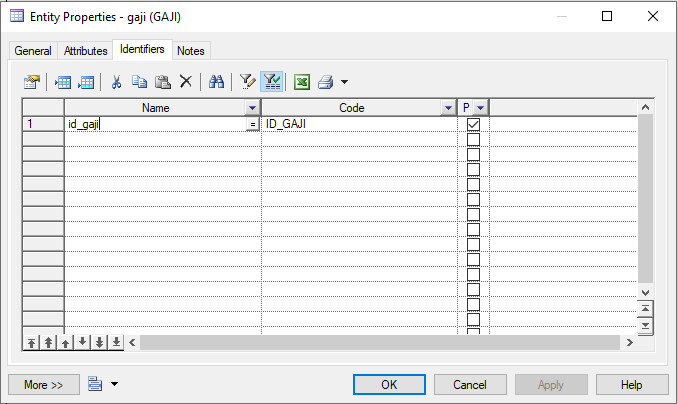 Entity Properties - gaji (GAJI)
General Attributes Identifiers Notes
Name Code P
1 id_gaji = ID_GAJI
More >> OK Cancel Apply Help